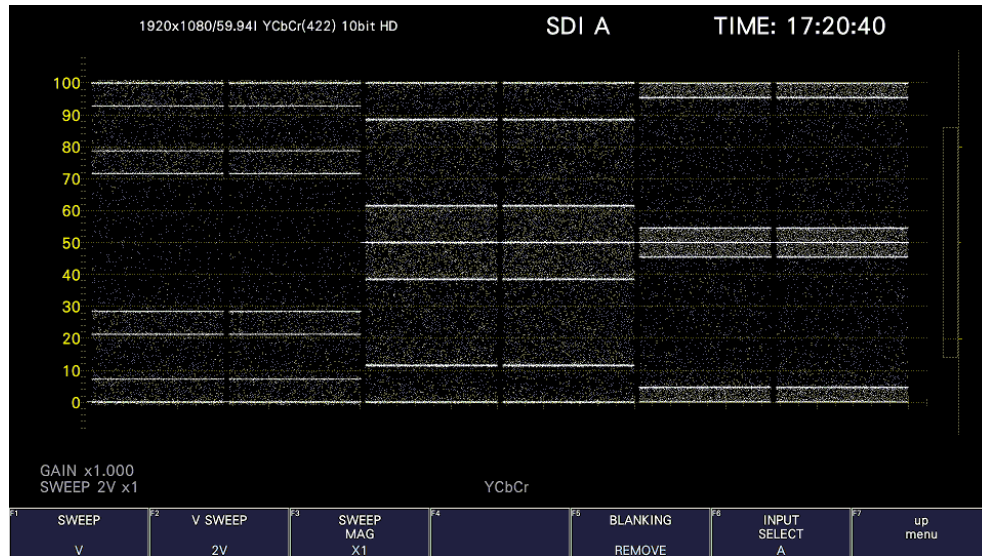 1920x1080/59.94I YCbCr(422) 10bit HD SDI A TIME: 17:20:40
100
90
80
70
60
50
40
30
20
10
0
GAIN x1.000
SWEEP 2V x1 YCbCr
F1 SWEEP F2 V SWEEP F3 SWEEP F4 F5 BLANKING F6 INPUT F7 up
MAG SELECT menu
V 2V X1 REMOVE A